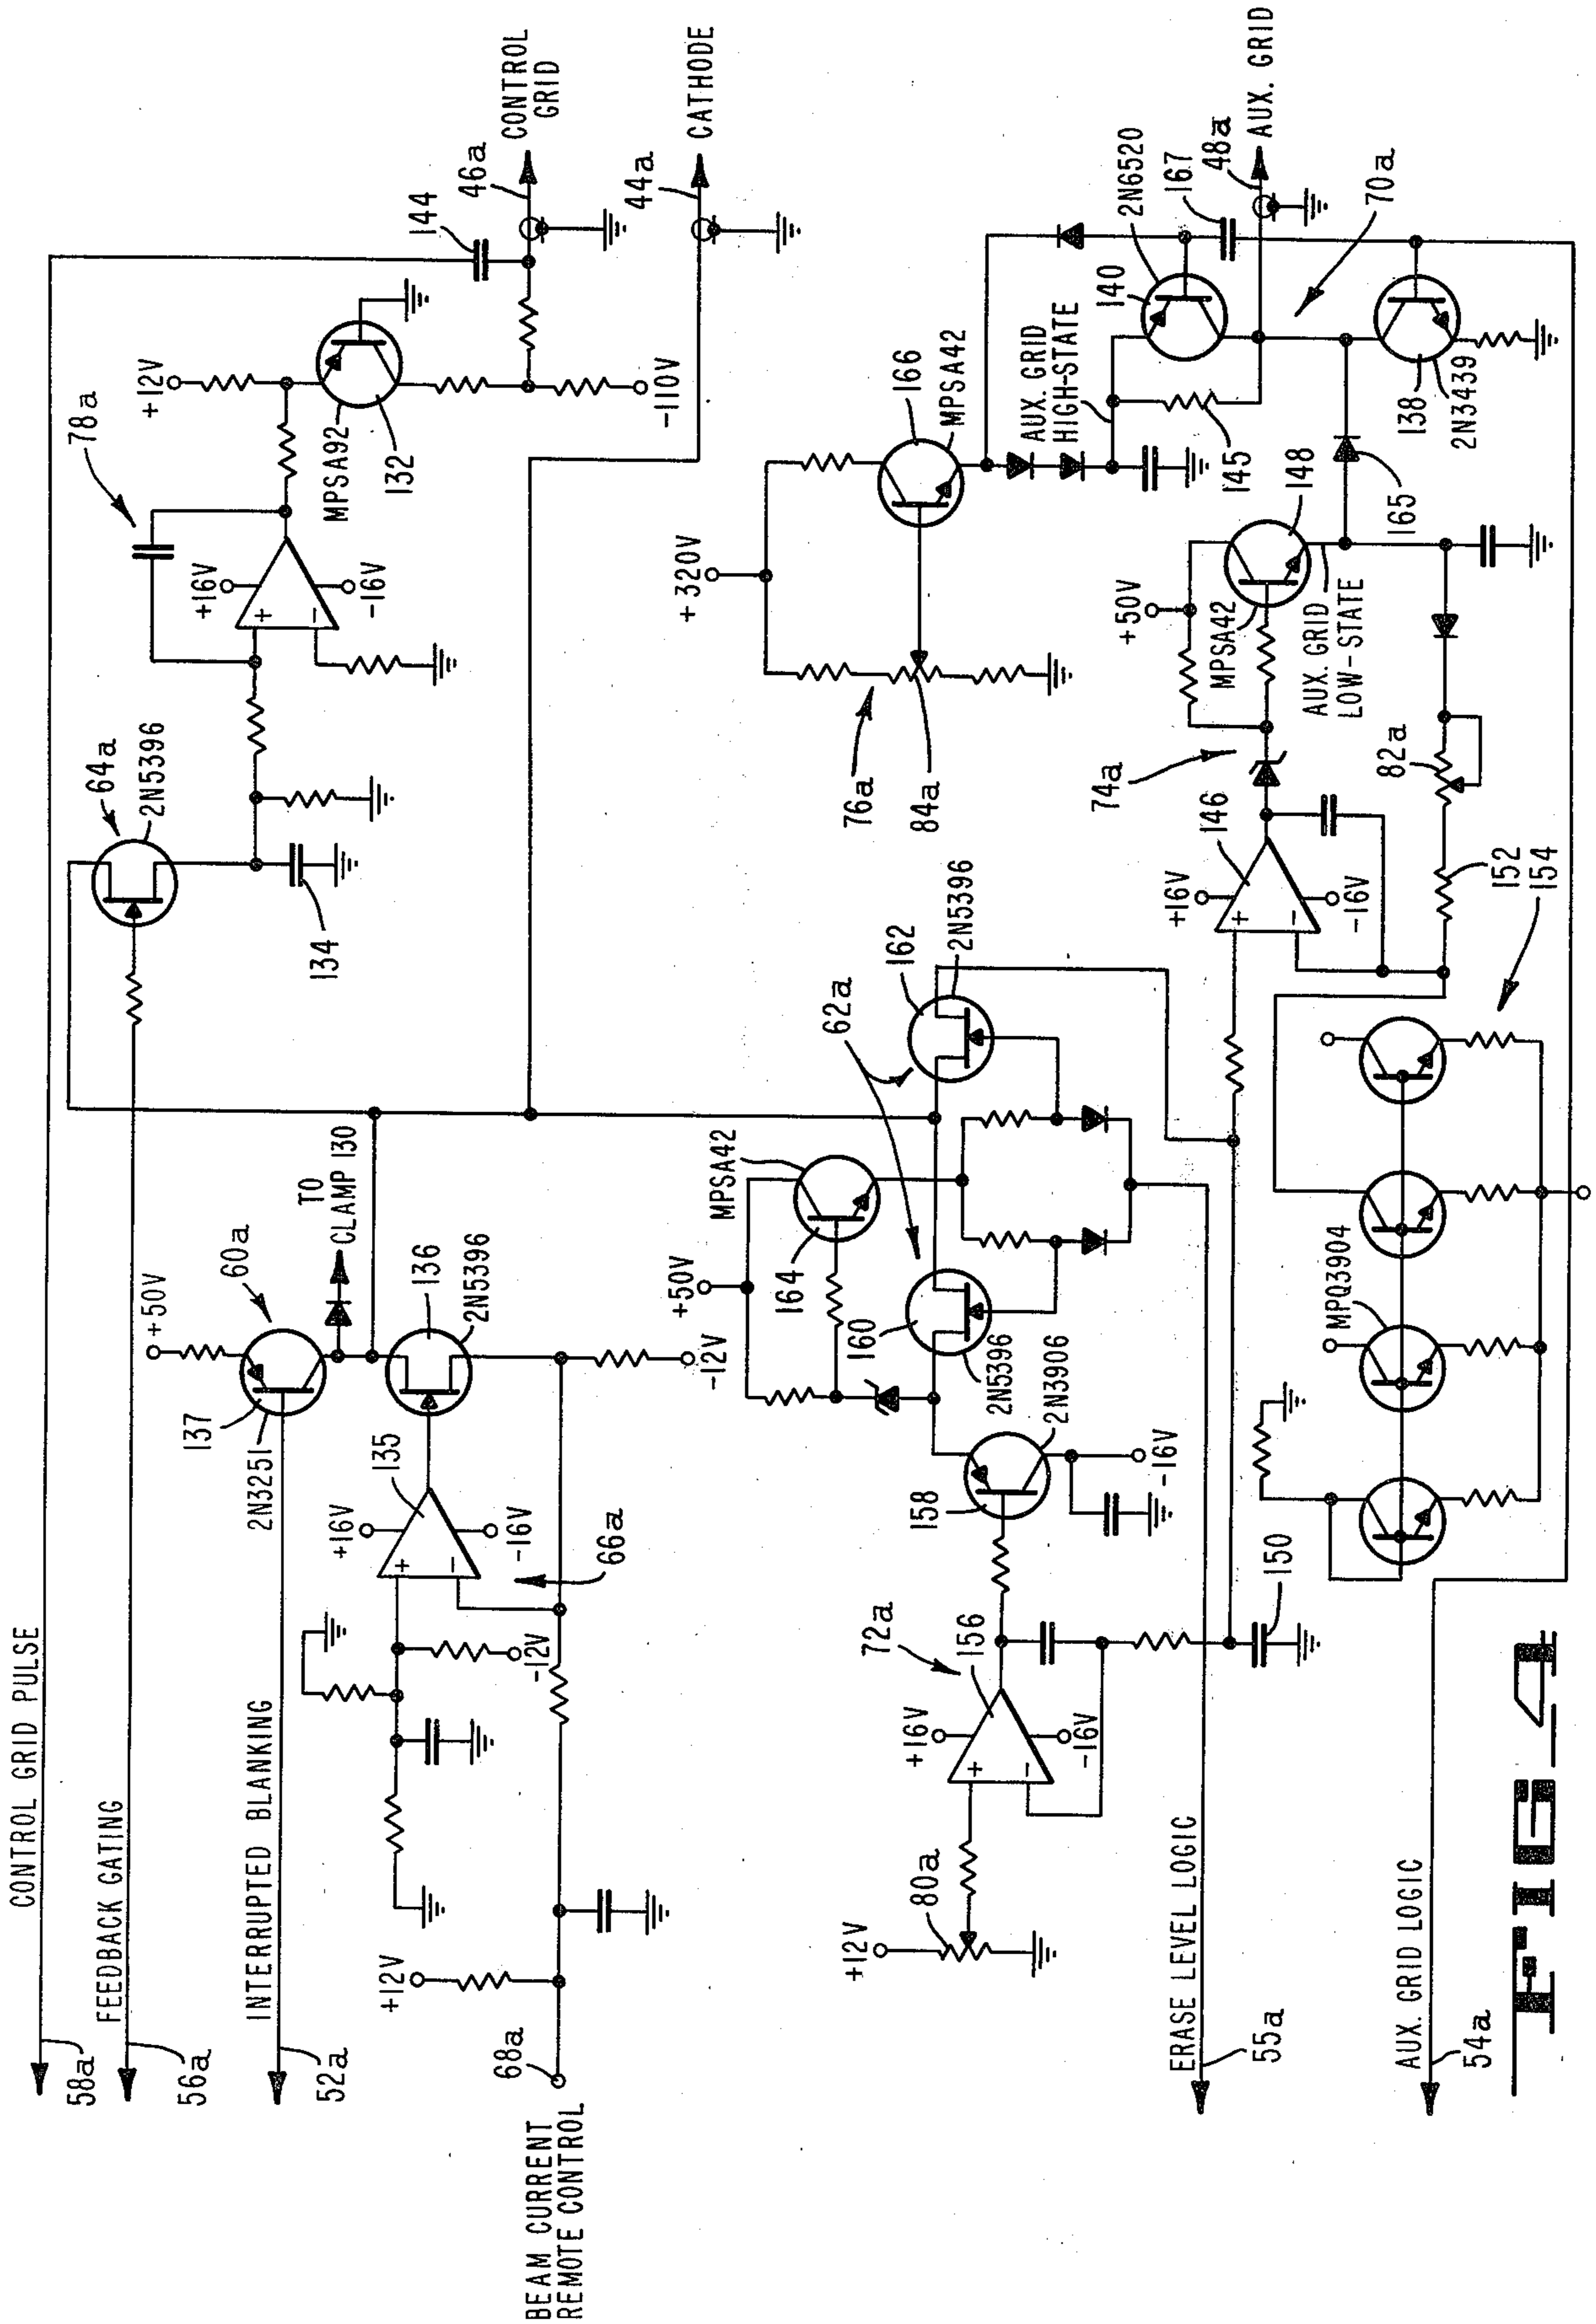 CONTROL GRID PULSE
58a
FEEDBACK GATING
56a
INTERRUPTED BLANKING
52a
BEAM CURRENT
REMOTE CONTROL
68a
+12V
-12V
+16V
-16V
135
66a
2N3251
137
+50V
60a
TO
CLAMP 130
136
2N5396
-12V
64a
2N5396
134
+16V
-16V
78a
+12V
MPSA92
132
-110V
144
46a
CONTROL
GRID
44a
CATHODE
+12V
80a
72a
+16V
156
-16V
158
2N3906
-16V
+50V
MPSA42
164
160
2N5396
62a
162
2N5396
150
ERASE LEVEL LOGIC
55a
+320V
76a
84a
166
MPSA42
AUX. GRID
HIGH-STATE
145
140
2N6520
167
48a
AUX. GRID
70a
138
2N3439
165
148
MPSA42
+50V
AUX. GRID
LOW-STATE
74a
146
+16V
-16V
82a
152
154
MPQ3904
AUX. GRID LOGIC
54a
FIG 4